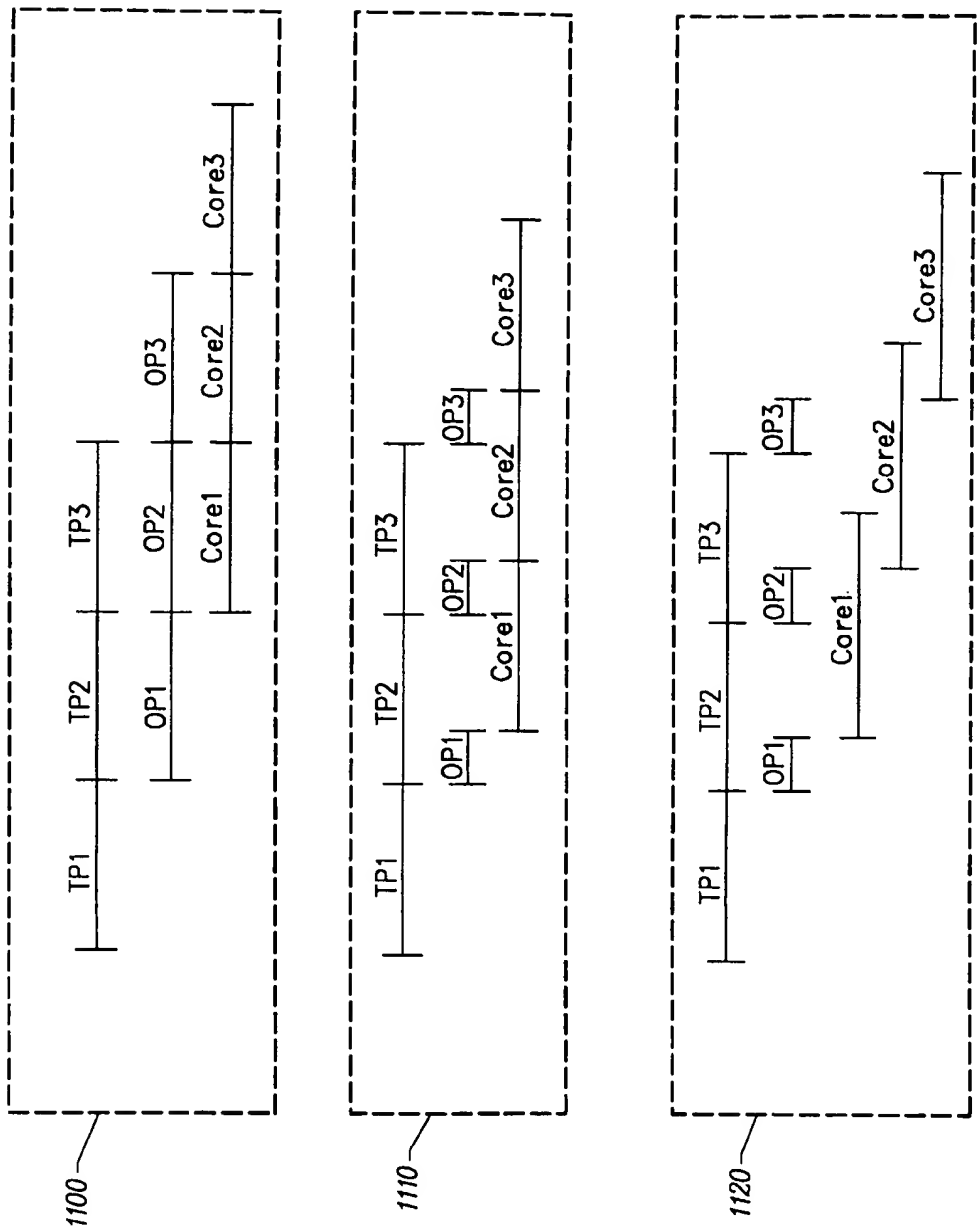 1100
TP1 TP2 TP3
OP1 OP2 OP3
Core1 Core2 Core3
1110
TP1 TP2 TP3
OP1 OP2 OP3
Core1 Core2 Core3
1120
TP1 TP2 TP3
OP1 OP2 OP3
Core1
Core2
Core3